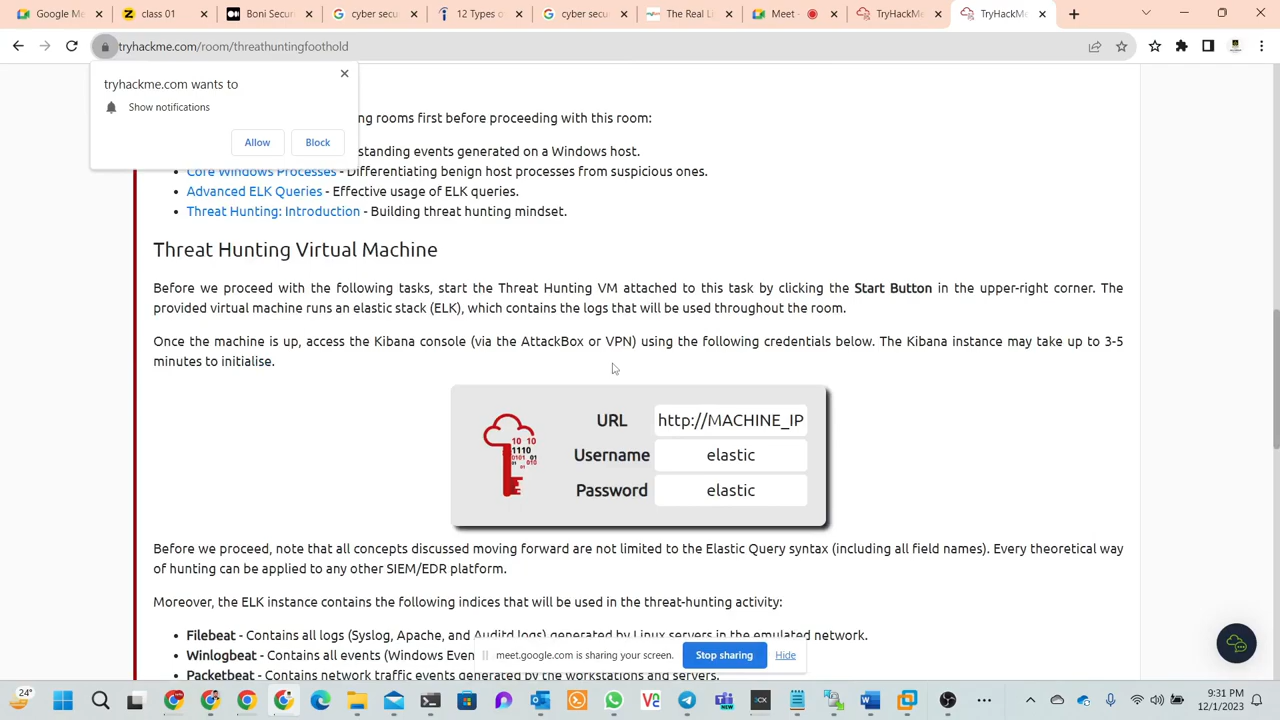 Google Me
class 01
Boni Securi
cyber secu
12 Types o
cyber secu
The Real Li
Meet -
TryHackMe
TryHackMe
tryhackme.com/room/threathuntingfoothold
tryhackme.com wants to
Show notifications
Allow
Block
ng rooms first before proceeding with this room:
standing events generated on a Windows host.
Core Windows Processes - Differentiating benign host processes from suspicious ones.
Advanced ELK Queries - Effective usage of ELK queries.
Threat Hunting: Introduction - Building threat hunting mindset.
Threat Hunting Virtual Machine
Before we proceed with the following tasks, start the Threat Hunting VM attached to this task by clicking the Start Button in the upper-right corner. The
provided virtual machine runs an elastic stack (ELK), which contains the logs that will be used throughout the room.
Once the machine is up, access the Kibana console (via the AttackBox or VPN) using the following credentials below. The Kibana instance may take up to 3-5
minutes to initialise.
URL http://MACHINE_IP
Username elastic
Password elastic
Before we proceed, note that all concepts discussed moving forward are not limited to the Elastic Query syntax (including all field names). Every theoretical way
of hunting can be applied to any other SIEM/EDR platform.
Moreover, the ELK instance contains the following indices that will be used in the threat-hunting activity:
Filebeat - Contains all logs (Syslog, Apache, and Auditd logs) generated by Linux servers in the emulated network.
Winlogbeat - Contains all events (Windows Even
meet.google.com is sharing your screen.
Stop sharing
Hide
Packetbeat - Contains network traffic events generated by the workstations and servers.
24°
9:31 PM
12/1/2023